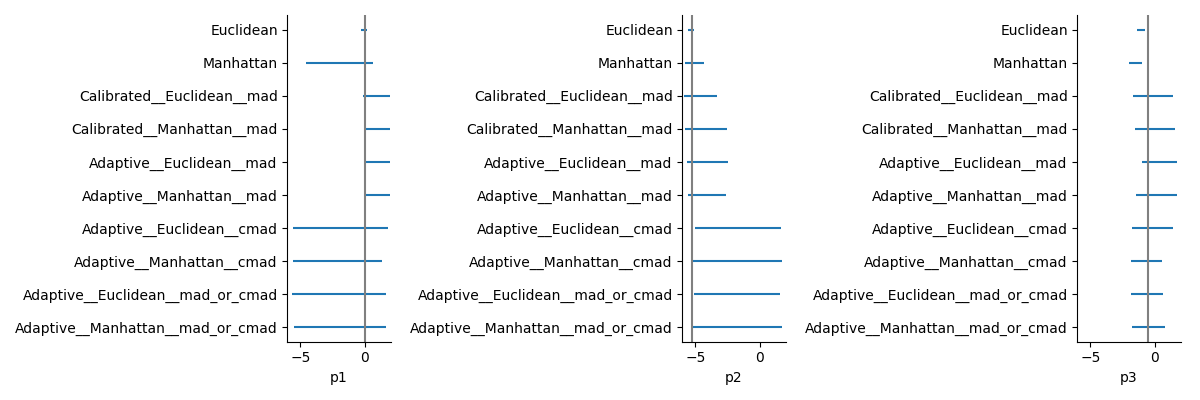 Euclidean
Manhattan
Calibrated__Euclidean__mad
Calibrated__Manhattan__mad
Adaptive__Euclidean__mad
Adaptive__Manhattan__mad
Adaptive__Euclidean__cmad
Adaptive__Manhattan__cmad
Adaptive__Euclidean__mad_or_cmad
Adaptive__Manhattan__mad_or_cmad
−5 0
p1
Euclidean
Manhattan
Calibrated__Euclidean__mad
Calibrated__Manhattan__mad
Adaptive__Euclidean__mad
Adaptive__Manhattan__mad
Adaptive__Euclidean__cmad
Adaptive__Manhattan__cmad
Adaptive__Euclidean__mad_or_cmad
Adaptive__Manhattan__mad_or_cmad
−5 0
p2
Euclidean
Manhattan
Calibrated__Euclidean__mad
Calibrated__Manhattan__mad
Adaptive__Euclidean__mad
Adaptive__Manhattan__mad
Adaptive__Euclidean__cmad
Adaptive__Manhattan__cmad
Adaptive__Euclidean__mad_or_cmad
Adaptive__Manhattan__mad_or_cmad
−5 0
p3